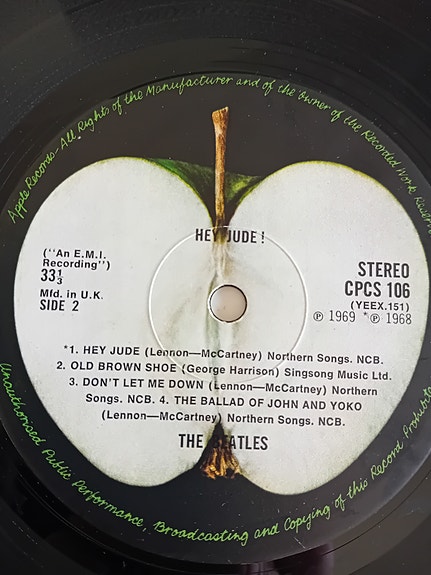 Apple Records-All Rights of the Manufacturer and of the Owner of the Recorded Work Reserve
HEY JUDE !
("An E.M.I.
Recording")
33⅓
Mfd. in U.K.
SIDE 2
STEREO
CPCS 106
(YEEX.151)
℗ 1969 *℗ 1968
*1. HEY JUDE (Lennon—McCartney) Northern Songs. NCB.
2. OLD BROWN SHOE (George Harrison) Singsong Music Ltd.
3. DON'T LET ME DOWN (Lennon—McCartney) Northern
Songs. NCB. 4. THE BALLAD OF JOHN AND YOKO
(Lennon—McCartney) Northern Songs. NCB.
THE BEATLES
Unauthorised Public Performance, Broadcasting and Copying of this Record Prohibite